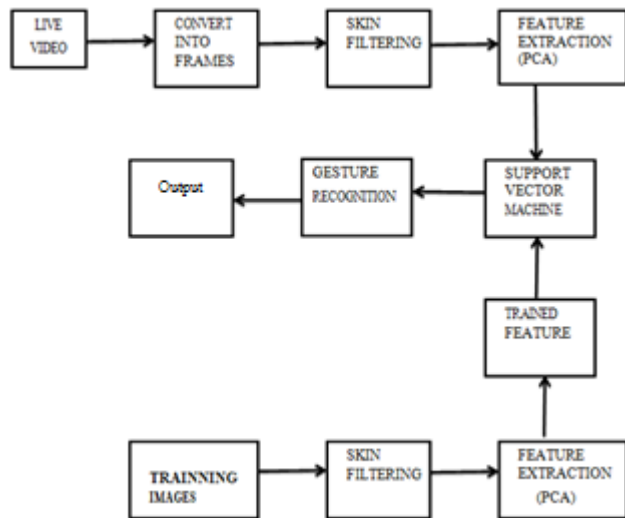 LIVE
VIDEO
CONVERT
INTO
FRAMES
SKIN
FILTERING
FEATURE
EXTRACTION
(PCA)
Output
GESTURE
RECOGNITION
SUPPORT
VECTOR
MACHINE
TRAINED
FEATURE
TRAINNING
IMAGES
SKIN
FILTERING
FEATURE
EXTRACTION
(PCA)